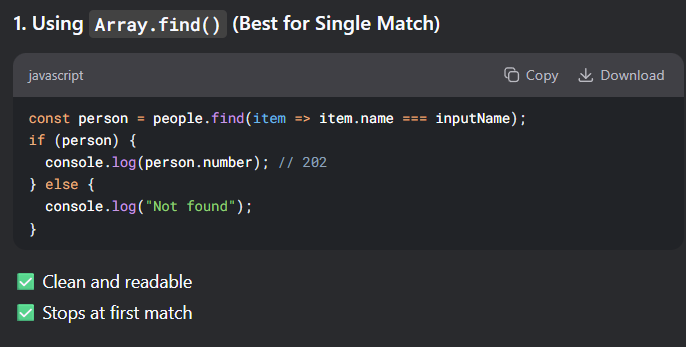 1. Using Array.find() (Best for Single Match)
javascript
Copy
Download
const person = people.find(item => item.name === inputName);
if (person) {
  console.log(person.number); // 202
} else {
  console.log("Not found");
}
✅ Clean and readable
✅ Stops at first match